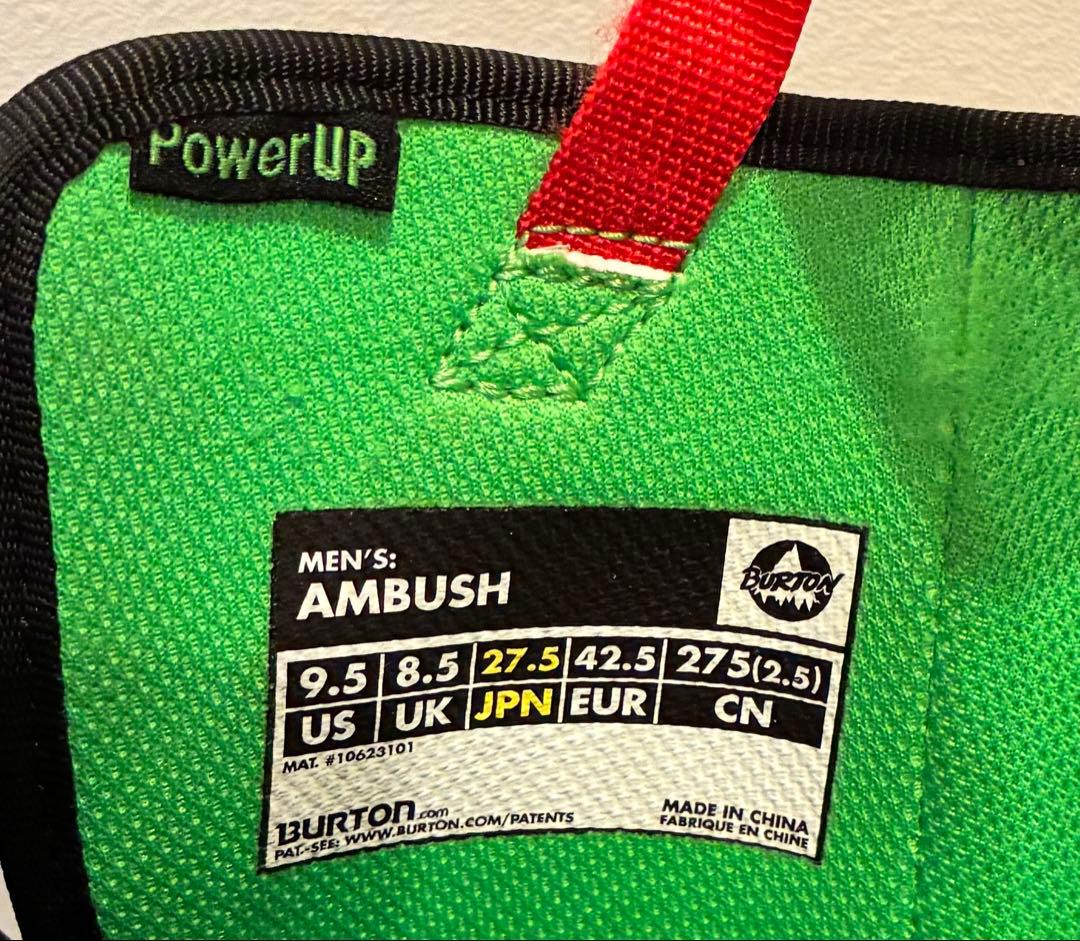 PowerUP
MEN'S:
AMBUSH
BURTON
9.5 8.5 27.5 42.5 275(2.5)
US UK JPN EUR CN
MAT. #10623101
BURTON.com
PAT.-SEE: WWW.BURTON.COM/PATENTS
MADE IN CHINA
FABRIQUE EN CHINE